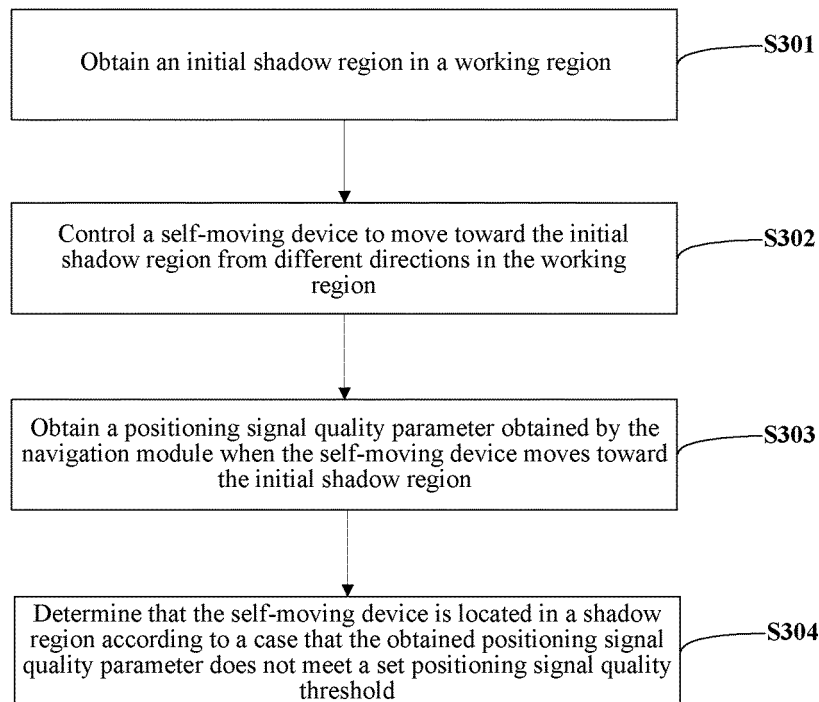 Obtain an initial shadow region in a working region
S301
Control a self-moving device to move toward the initial
shadow region from different directions in the working
region
S302
Obtain a positioning signal quality parameter obtained by the
navigation module when the self-moving device moves toward
the initial shadow region
S303
Determine that the self-moving device is located in a shadow
region according to a case that the obtained positioning signal
quality parameter does not meet a set positioning signal quality
threshold
S304